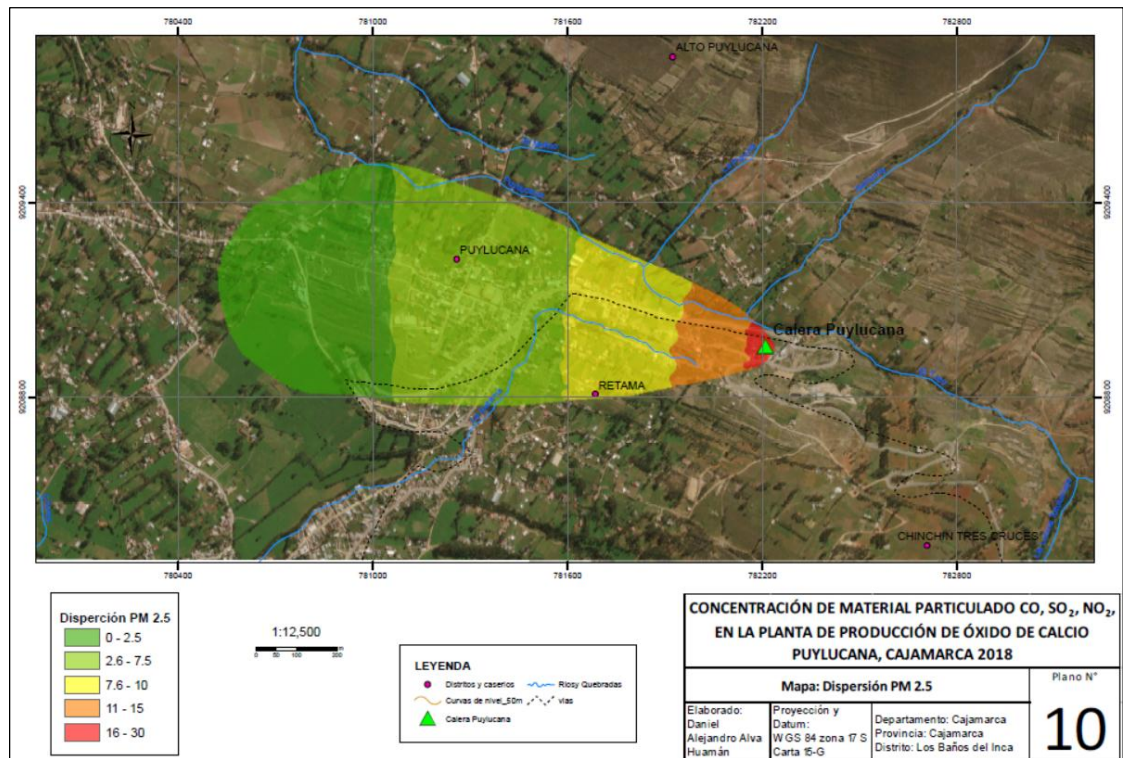 780400 781000 781600 782200 782800
ALTO PUYLUCANA
9209400 9209400
PUYLUCANA
Calera Puylucana
RETAMA
9208800 9208800
CHINCHIN TRES CRUCES
780400 781000 781600 782200 782800
Disperción PM 2.5
0 - 2.5
2.6 - 7.5
7.6 - 10
11 - 15
16 - 30
1:12,500
LEYENDA
Distritos y caserios
Ríosy Quebradas
Curvas de nivel_50m
vias
Calera Puylucana
CONCENTRACIÓN DE MATERIAL PARTICULADO CO, SO₂, NO₂,
EN LA PLANTA DE PRODUCCIÓN DE ÓXIDO DE CALCIO
PUYLUCANA, CAJAMARCA 2018
Mapa: Dispersión PM 2.5
Plano N°
10
Elaborado:
Daniel
Alejandro Alva
Huamán
Proyección y
Datum:
WGS 84 zona 17 S
Carta 15-G
Departamento: Cajamarca
Provincia: Cajamarca
Distrito: Los Baños del Inca